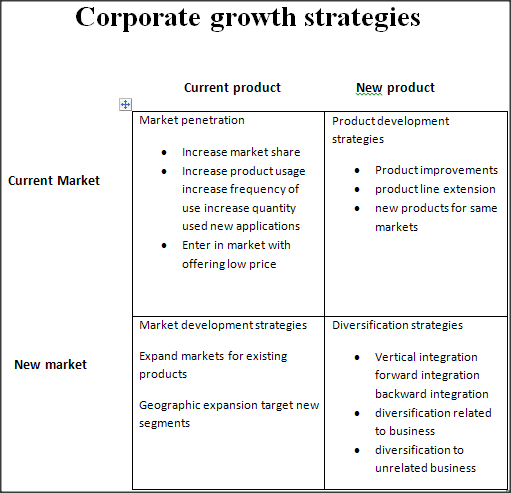 Corporate growth strategies
Current product
New product
Current Market
Market penetration
• Increase market share
• Increase product usage
increase frequency of
use increase quantity
used new applications
• Enter in market with
offering low price
Product development
strategies
• Product improvements
• product line extension
• new products for same
markets
New market
Market development strategies
Expand markets for existing
products
Geographic expansion target new
segments
Diversification strategies
• Vertical integration
forward integration
backward integration
• diversification related
to business
• diversification to
unrelated business